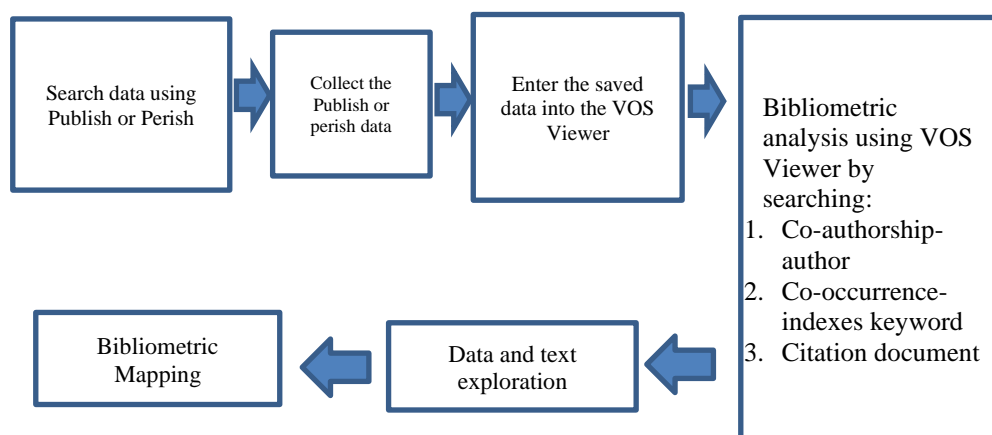 Search data using
Publish or Perish
Collect the
Publish or
perish data
Enter the saved
data into the VOS
Viewer
Bibliometric
analysis using VOS
Viewer by
searching:
1. Co-authorship-
author
2. Co-occurrence-
indexes keyword
3. Citation document
Data and text
exploration
Bibliometric
Mapping